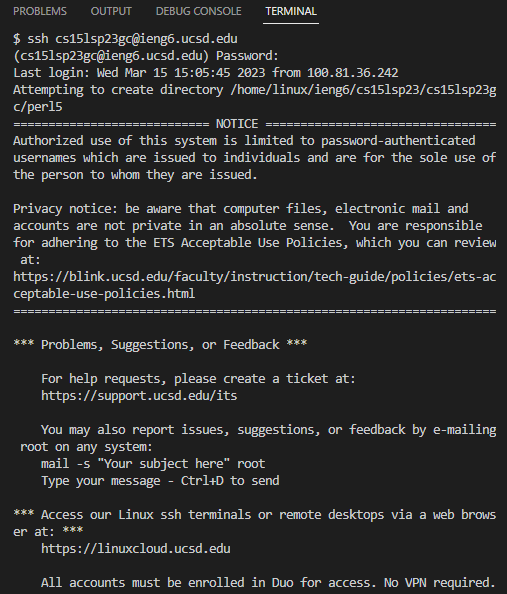 PROBLEMS OUTPUT DEBUG CONSOLE TERMINAL
$ ssh cs15lsp23gc@ieng6.ucsd.edu
(cs15lsp23gc@ieng6.ucsd.edu) Password:
Last login: Wed Mar 15 15:05:45 2023 from 100.81.36.242
Attempting to create directory /home/linux/ieng6/cs15lsp23/cs15lsp23g
c/perl5
============================ NOTICE =================================
Authorized use of this system is limited to password-authenticated
usernames which are issued to individuals and are for the sole use of
the person to whom they are issued.

Privacy notice: be aware that computer files, electronic mail and
accounts are not private in an absolute sense.  You are responsible
for adhering to the ETS Acceptable Use Policies, which you can review
 at:
https://blink.ucsd.edu/faculty/instruction/tech-guide/policies/ets-ac
ceptable-use-policies.html
=====================================================================

*** Problems, Suggestions, or Feedback ***

    For help requests, please create a ticket at:
    https://support.ucsd.edu/its

    You may also report issues, suggestions, or feedback by e-mailing
 root on any system:
    mail -s "Your subject here" root
    Type your message - Ctrl+D to send

*** Access our Linux ssh terminals or remote desktops via a web brows
er at: ***
    https://linuxcloud.ucsd.edu

    All accounts must be enrolled in Duo for access. No VPN required.